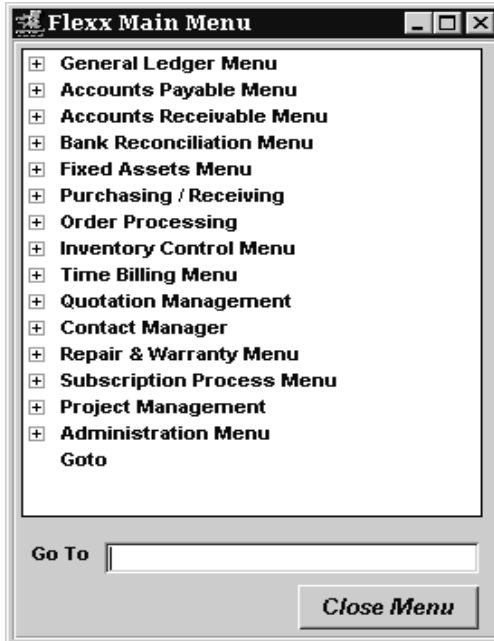 Flexx Main Menu
General Ledger Menu
Accounts Payable Menu
Accounts Receivable Menu
Bank Reconciliation Menu
Fixed Assets Menu
Purchasing / Receiving
Order Processing
Inventory Control Menu
Time Billing Menu
Quotation Management
Contact Manager
Repair & Warranty Menu
Subscription Process Menu
Project Management
Administration Menu
Goto
Go To
Close Menu